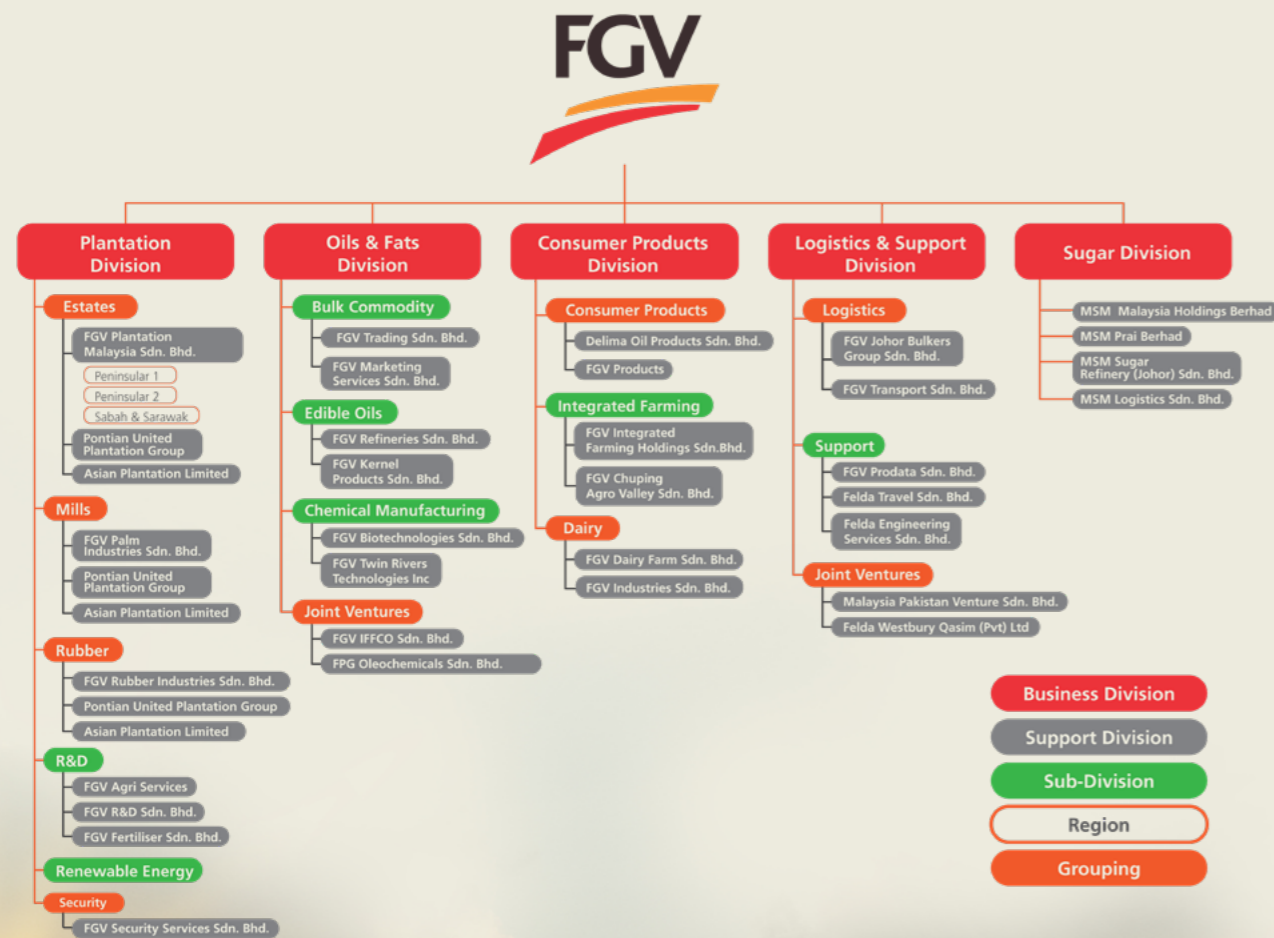 FGV
Plantation
Division
Estates
FGV Plantation
Malaysia Sdn. Bhd.
Peninsular 1
Peninsular 2
Sabah & Sarawak
Pontian United
Plantation Group
Asian Plantation Limited
Mills
FGV Palm
Industries Sdn. Bhd.
Pontian United
Plantation Group
Asian Plantation Limited
Rubber
FGV Rubber Industries Sdn. Bhd.
Pontian United Plantation Group
Asian Plantation Limited
R&D
FGV Agri Services
FGV R&D Sdn. Bhd.
FGV Fertiliser Sdn. Bhd.
Renewable Energy
Security
FGV Security Services Sdn. Bhd.
Oils & Fats
Division
Bulk Commodity
FGV Trading Sdn. Bhd.
FGV Marketing
Services Sdn. Bhd.
Edible Oils
FGV Refineries Sdn. Bhd.
FGV Kernel
Products Sdn. Bhd.
Chemical Manufacturing
FGV Biotechnologies Sdn. Bhd.
FGV Twin Rivers
Technologies Inc
Joint Ventures
FGV IFFCO Sdn. Bhd.
FPG Oleochemicals Sdn. Bhd.
Consumer Products
Division
Consumer Products
Delima Oil Products Sdn. Bhd.
FGV Products
Integrated Farming
FGV Integrated
Farming Holdings Sdn.Bhd.
FGV Chuping
Agro Valley Sdn. Bhd.
Dairy
FGV Dairy Farm Sdn. Bhd.
FGV Industries Sdn. Bhd.
Logistics & Support
Division
Logistics
FGV Johor Bulkers
Group Sdn. Bhd.
FGV Transport Sdn. Bhd.
Support
FGV Prodata Sdn. Bhd.
Felda Travel Sdn. Bhd.
Felda Engineering
Services Sdn. Bhd.
Joint Ventures
Malaysia Pakistan Venture Sdn. Bhd.
Felda Westbury Qasim (Pvt) Ltd
Sugar Division
MSM Malaysia Holdings Berhad
MSM Prai Berhad
MSM Sugar
Refinery (Johor) Sdn. Bhd.
MSM Logistics Sdn. Bhd.
Business Division
Support Division
Sub-Division
Region
Grouping